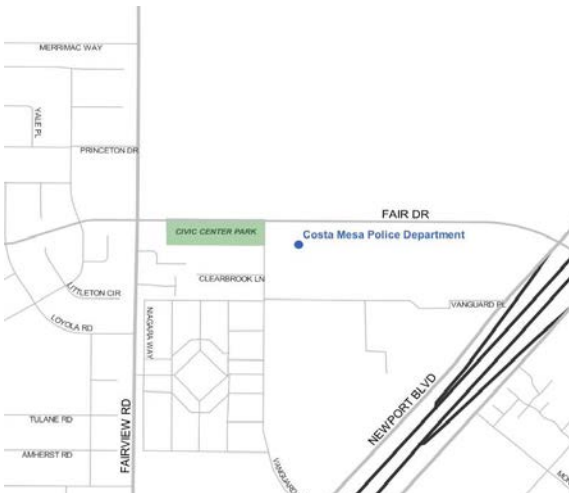 MERRIMAC WAY
YALE PL
PRINCETON DR
FAIR DR
CIVIC CENTER PARK
Costa Mesa Police Department
CLEARBROOK LN
LITTLETON CIR
VANGUARD PL
LOYOLA RD
NIAGARA WAY
NEWPORT BLVD
FAIRVIEW RD
TULANE RD
AMHERST RD
VANGUARD